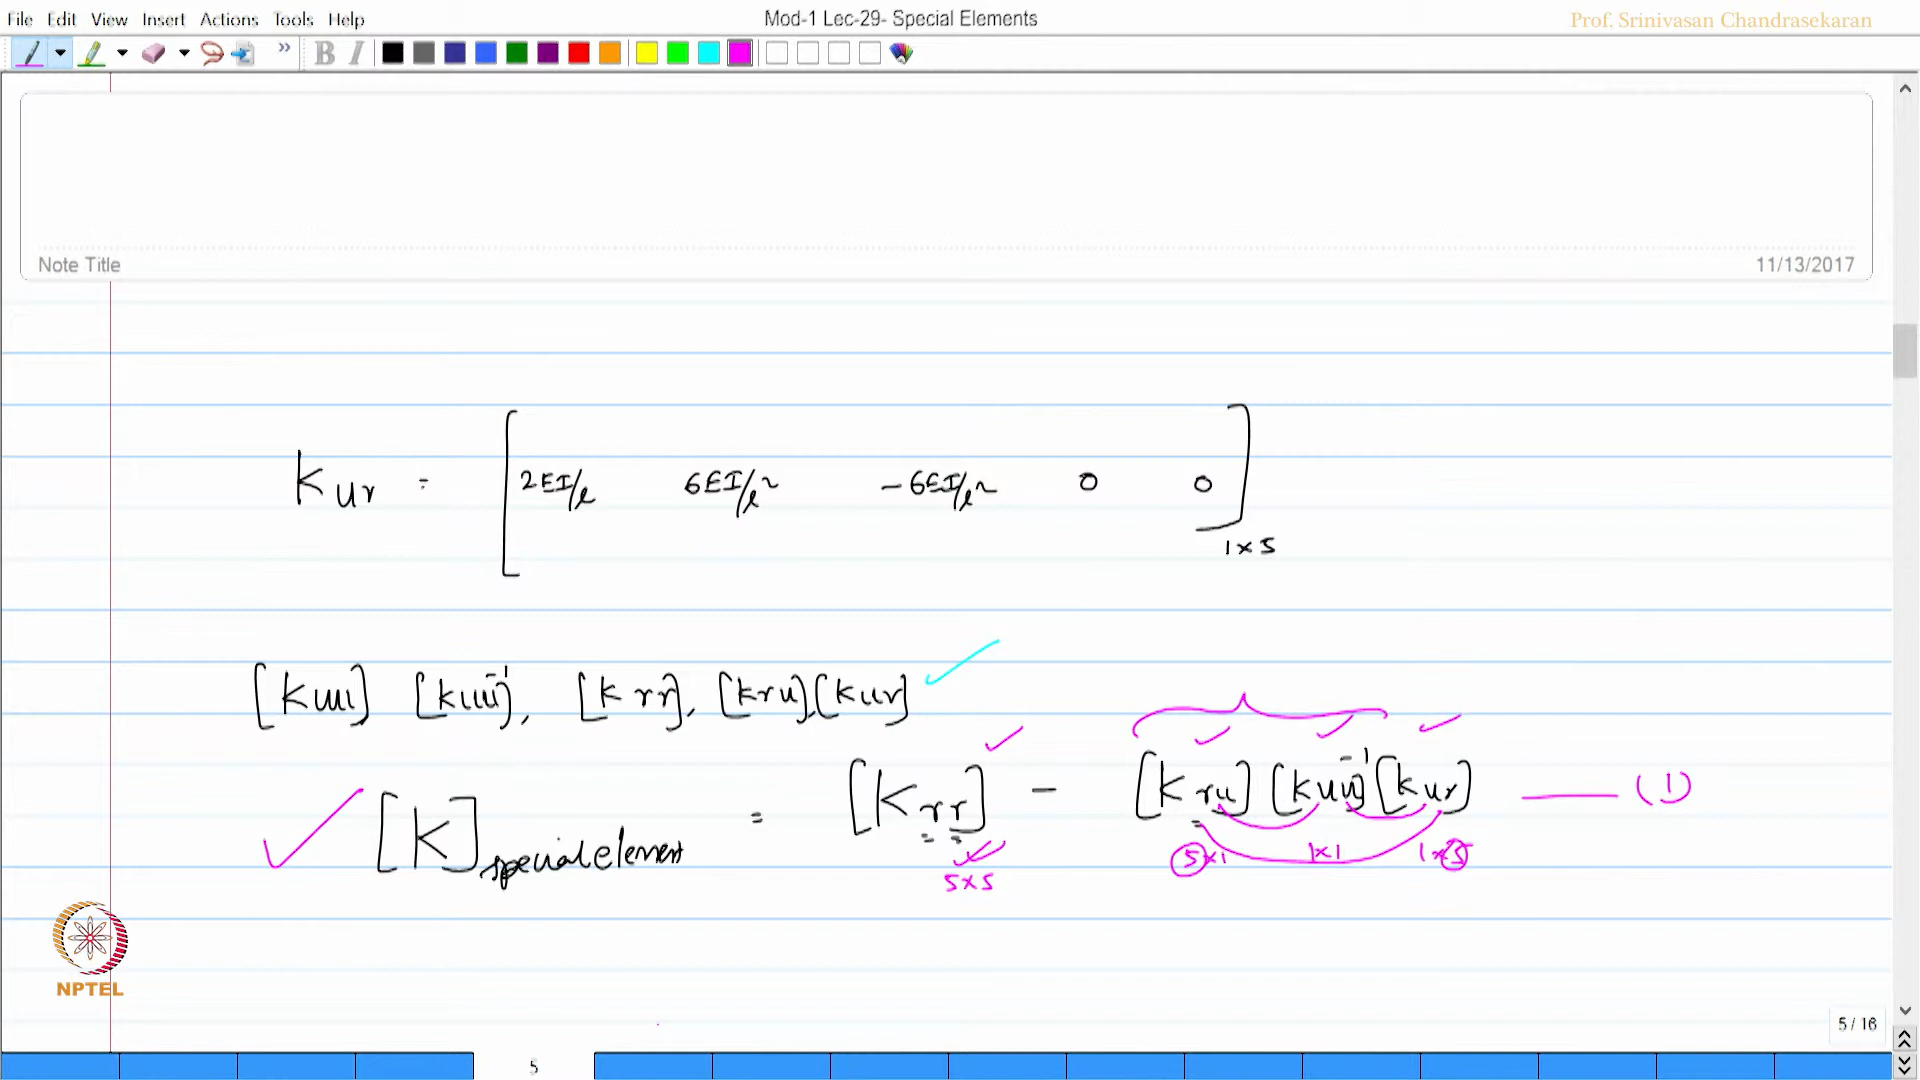 File Edit View Insert Actions Tools Help
Mod-1 Lec-29- Special Elements
Prof. Srinivasan Chandrasekaran
B I
Note Title
11/13/2017
Kur = [2EI/l 6EI/l² -6EI/l² 0 0] 1×5
[Kuu] [Kuu]⁻¹, [Krr], [Kru], [Kur]
[K] special element = [Krr] - [Kru] [Kuu]⁻¹ [Kur] — (1)
5×5 5×1 1×1 1×5
NPTEL
5 / 16
5